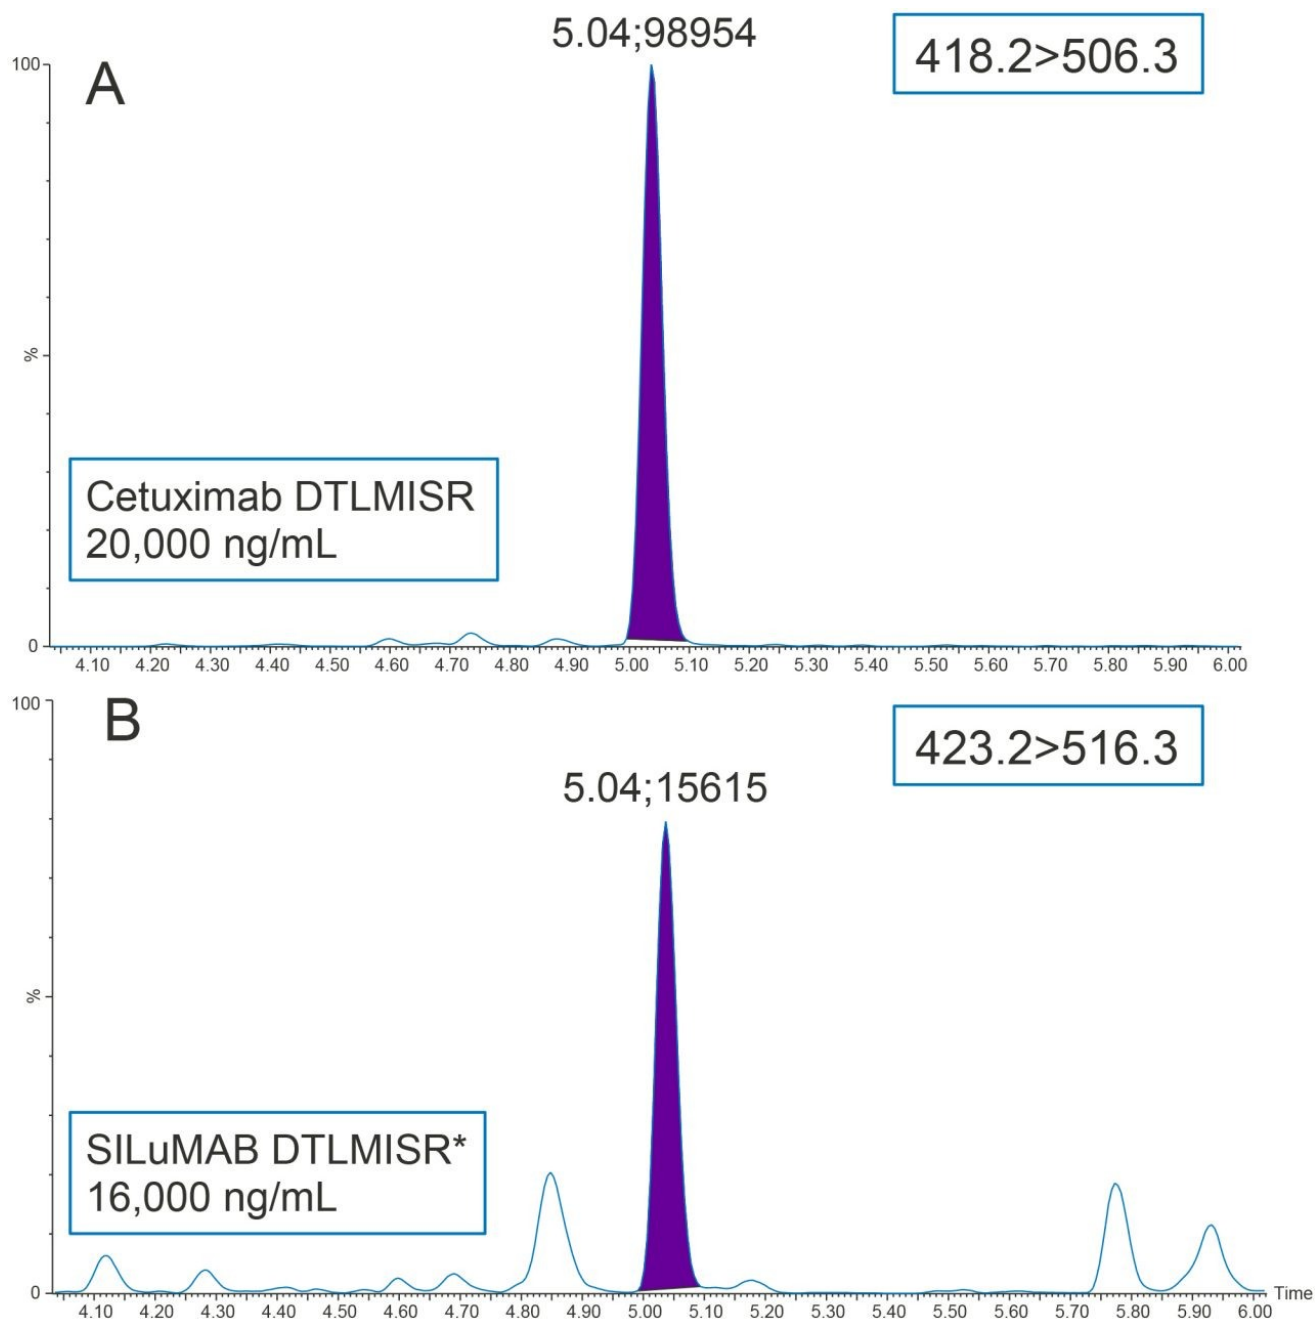 5.04;98954
418.2>506.3
100
A
%
Cetuximab DTLMISR
20,000 ng/mL
0
4.10 4.20 4.30 4.40 4.50 4.60 4.70 4.80 4.90 5.00 5.10 5.20 5.30 5.40 5.50 5.60 5.70 5.80 5.90 6.00
100
B
423.2>516.3
5.04;15615
%
SILuMAB DTLMISR*
16,000 ng/mL
0
Time
4.10 4.20 4.30 4.40 4.50 4.60 4.70 4.80 4.90 5.00 5.10 5.20 5.30 5.40 5.50 5.60 5.70 5.80 5.90 6.00